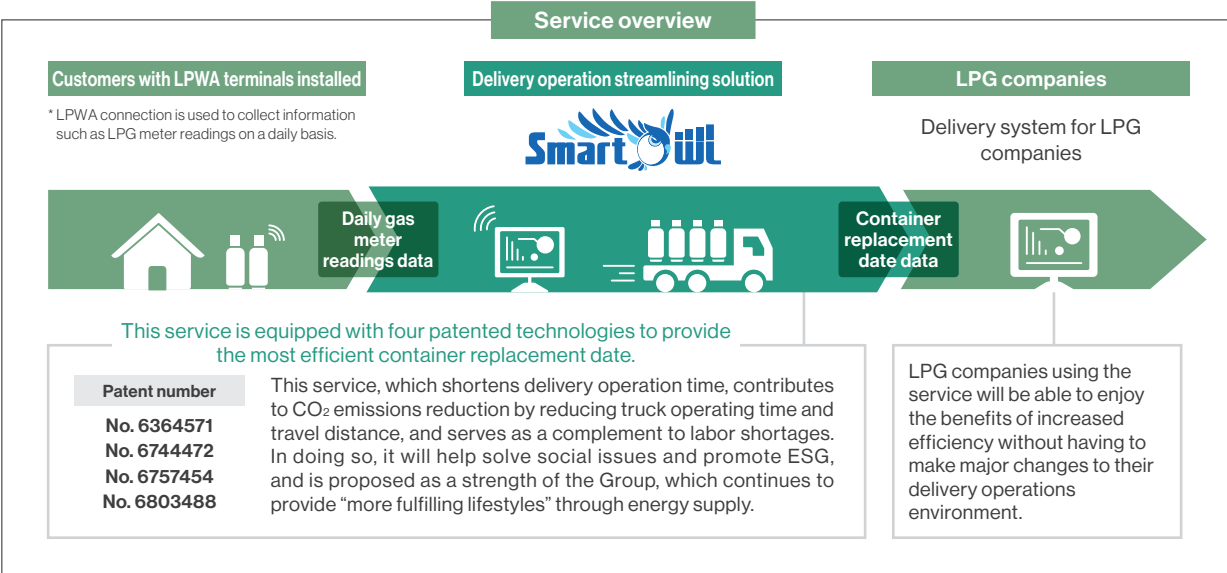 Service overview
Customers with LPWA terminals installed
* LPWA connection is used to collect information
such as LPG meter readings on a daily basis.
Delivery operation streamlining solution
Smart OWL
LPG companies
Delivery system for LPG
companies
Daily gas
meter
readings data
Container
replacement
date data
This service is equipped with four patented technologies to provide
the most efficient container replacement date.
Patent number
No. 6364571
No. 6744472
No. 6757454
No. 6803488
This service, which shortens delivery operation time, contributes
to CO₂ emissions reduction by reducing truck operating time and
travel distance, and serves as a complement to labor shortages.
In doing so, it will help solve social issues and promote ESG,
and is proposed as a strength of the Group, which continues to
provide “more fulfilling lifestyles” through energy supply.
LPG companies using the
service will be able to enjoy
the benefits of increased
efficiency without having to
make major changes to their
delivery operations
environment.